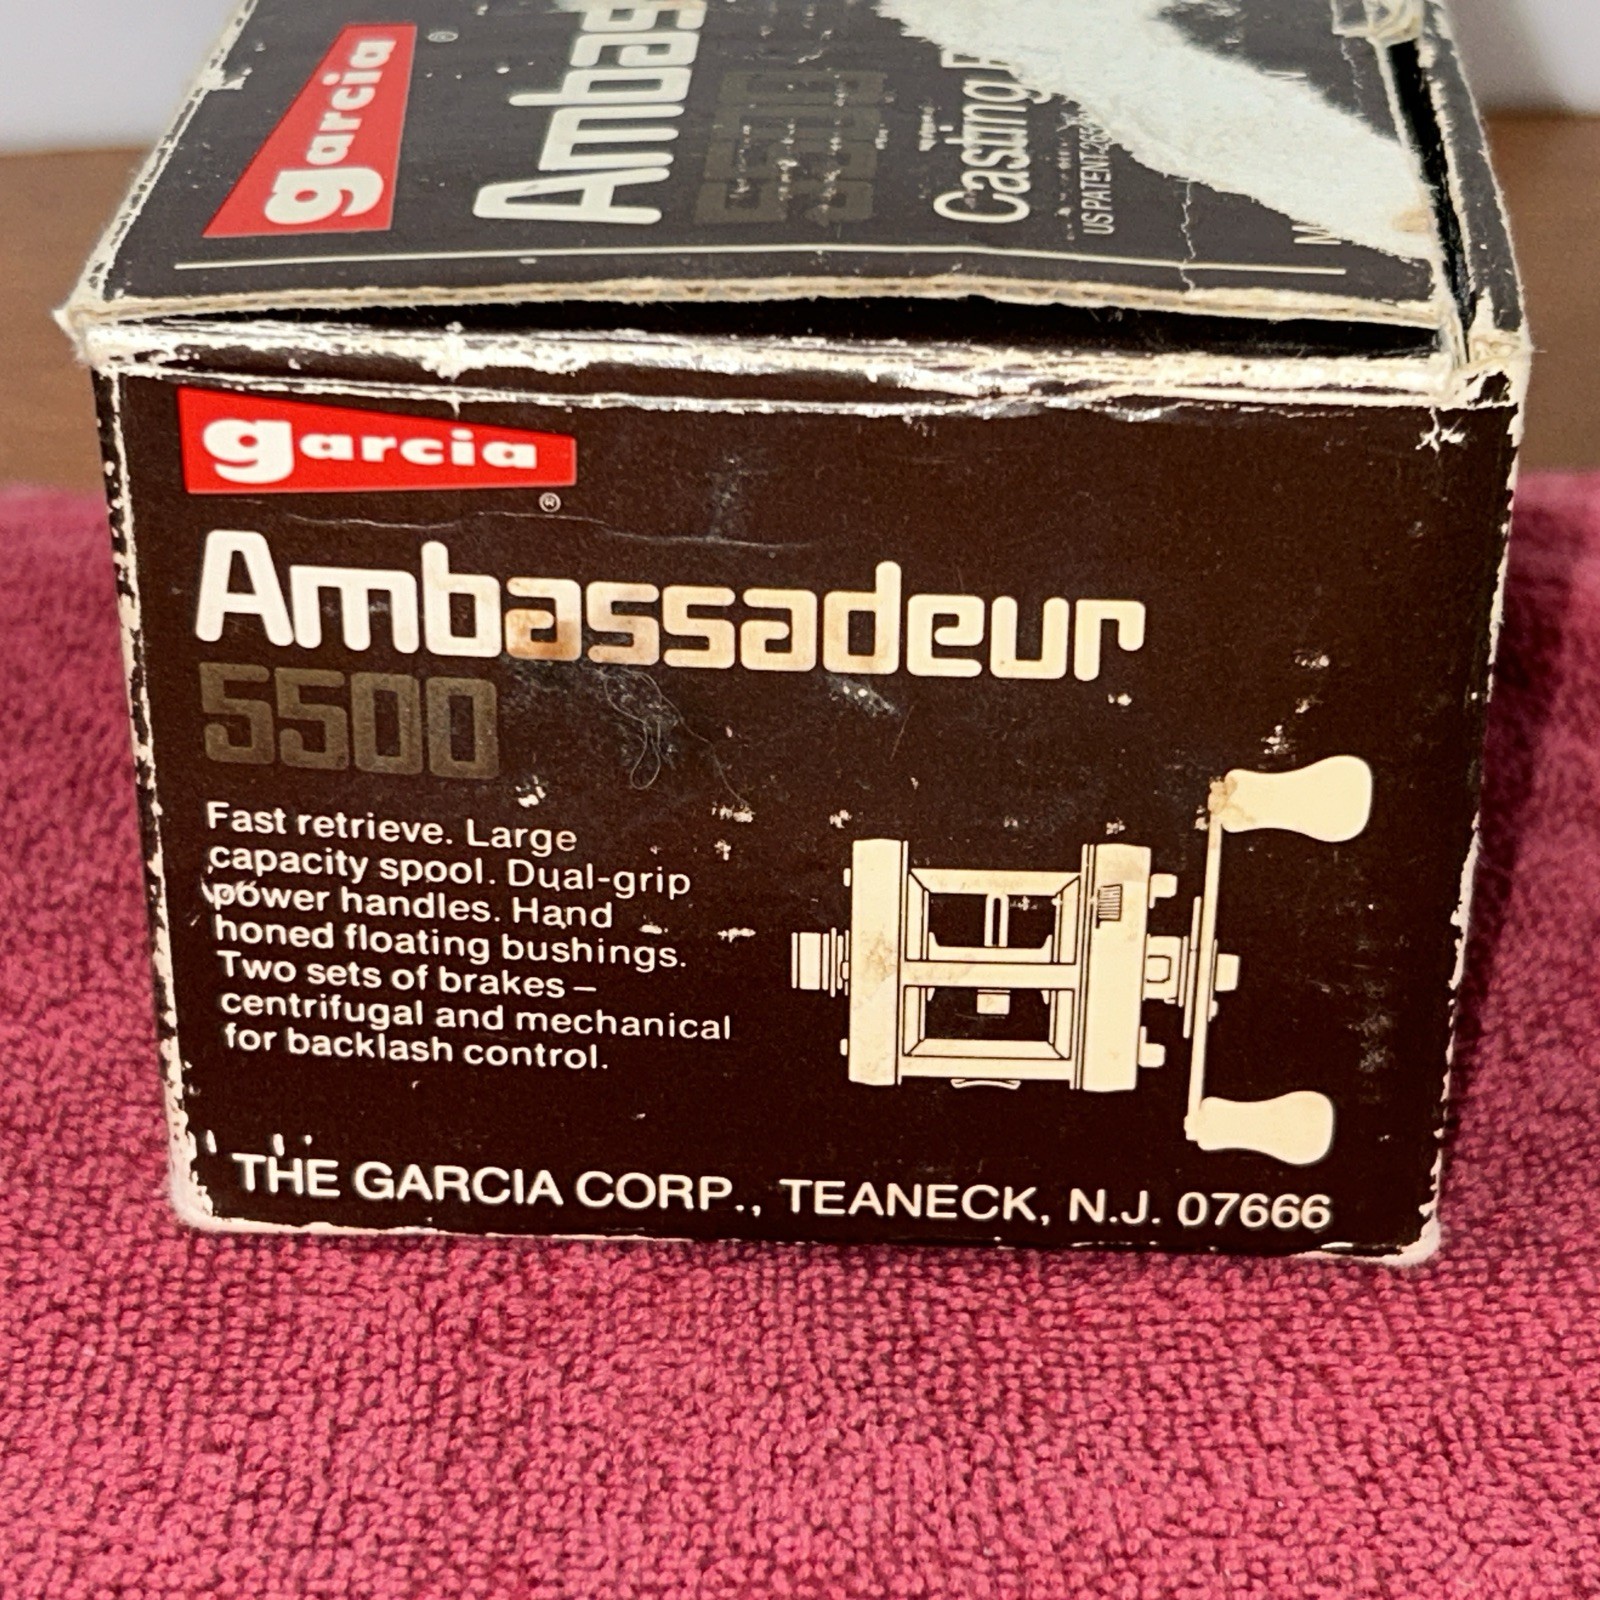 garcia ®
Ambas
5500
Casting
US PATENT
garcia
®
Ambassadeur
5500
Fast retrieve. Large
capacity spool. Dual-grip
power handles. Hand
honed floating bushings.
Two sets of brakes –
centrifugal and mechanical
for backlash control.
THE GARCIA CORP., TEANECK, N.J. 07666